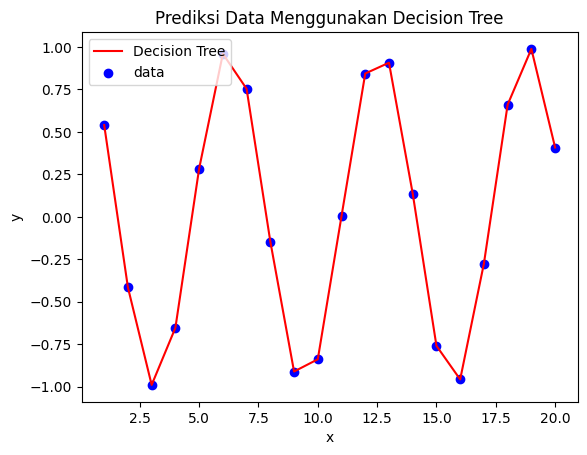 Prediksi Data Menggunakan Decision Tree
Decision Tree
data
1.00
0.75
0.50
0.25
0.00
−0.25
−0.50
−0.75
−1.00
y
2.5 5.0 7.5 10.0 12.5 15.0 17.5 20.0
x